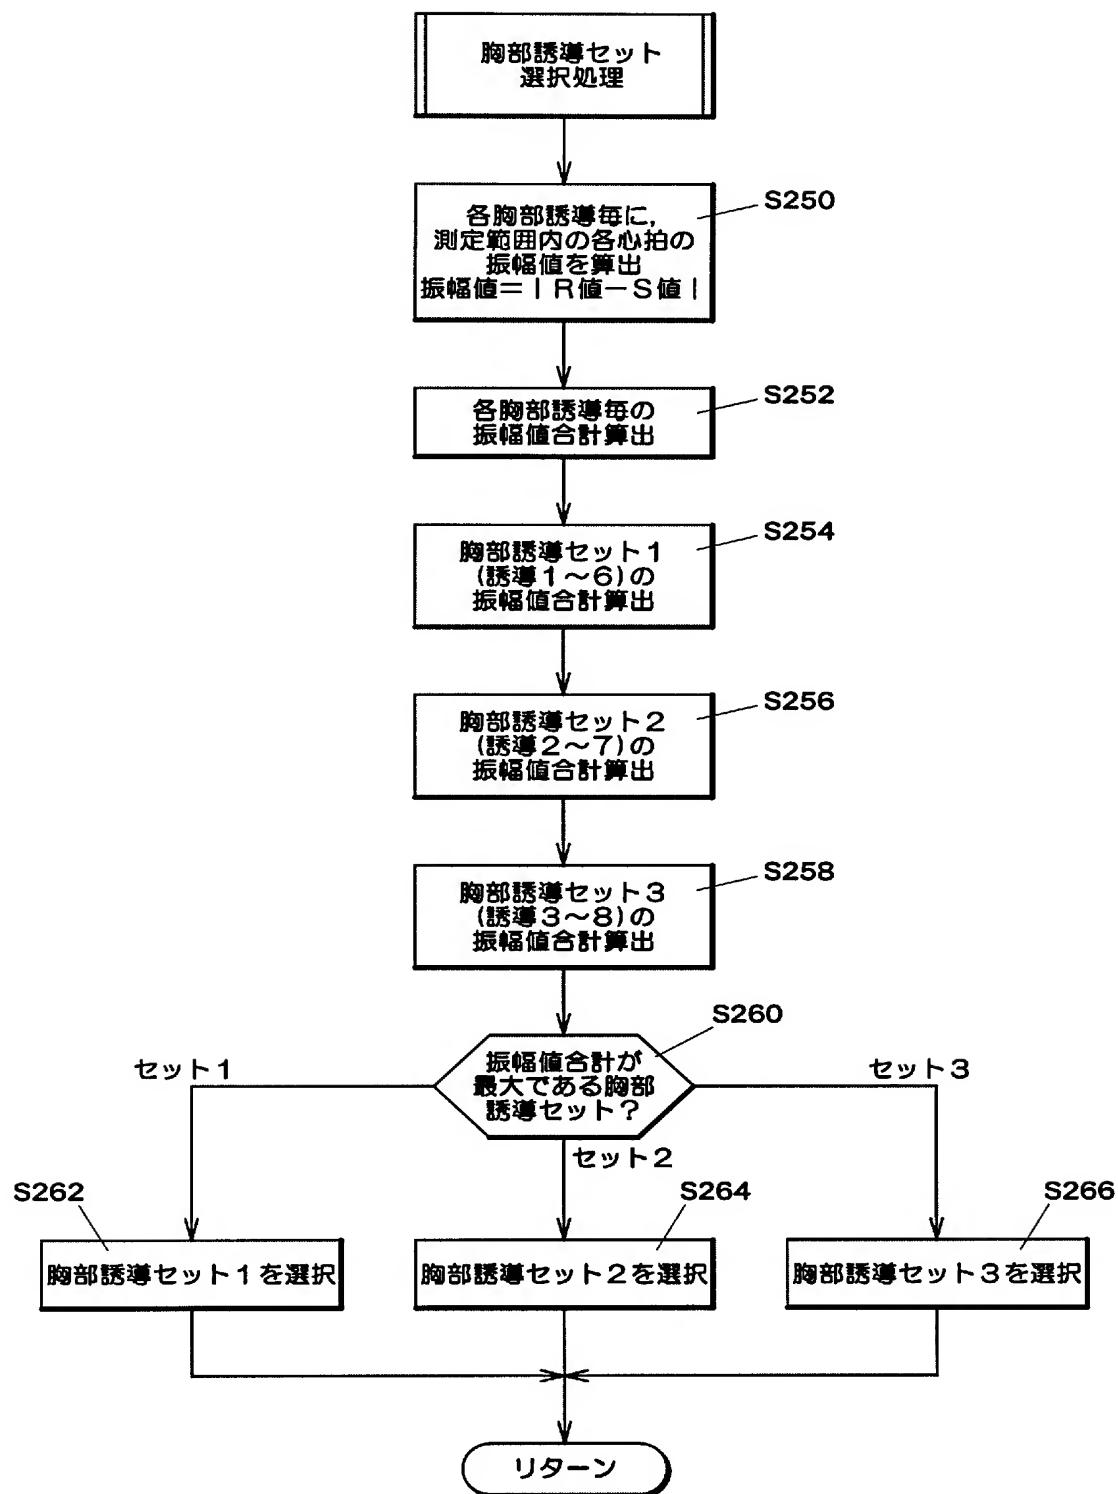 胸部誘導セット
選択処理
S250
各胸部誘導毎に，
測定範囲内の各心拍の
振幅値を算出
振幅値＝｜Ｒ値－Ｓ値｜
S252
各胸部誘導毎の
振幅値合計算出
S254
胸部誘導セット１
(誘導１～６)の
振幅値合計算出
S256
胸部誘導セット２
(誘導２～７)の
振幅値合計算出
S258
胸部誘導セット３
(誘導３～８)の
振幅値合計算出
S260
振幅値合計が
最大である胸部
誘導セット？
セット１
セット３
セット２
S262
S264
S266
胸部誘導セット１を選択
胸部誘導セット２を選択
胸部誘導セット３を選択
リターン